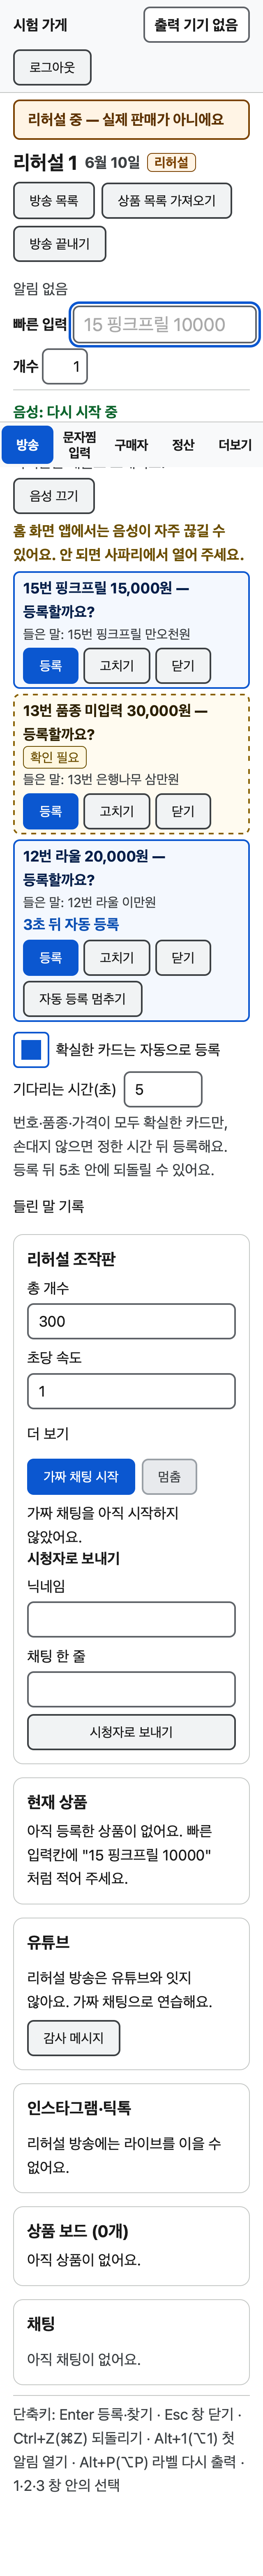 시험 가게
출력 기기 없음
로그아웃
리허설 중 — 실제 판매가 아니에요
리허설 1 6월 10일 리허설
방송 목록
상품 목록 가져오기
방송 끝내기
알림 없음
빠른 입력 15 핑크프릴 10000
개수 1
음성: 다시 시작 중
방송
문자찜
입력
구매자
정산
더보기
음성 끄기
홈 화면 앱에서는 음성이 자주 끊길 수
있어요. 안 되면 사파리에서 열어 주세요.
15번 핑크프릴 15,000원 —
등록할까요?
들은 말: 15번 핑크프릴 만오천원
등록 고치기 닫기
13번 품종 미입력 30,000원 —
등록할까요?
확인 필요
들은 말: 13번 은행나무 삼만원
등록 고치기 닫기
12번 라울 20,000원 —
등록할까요?
들은 말: 12번 라울 이만원
3초 뒤 자동 등록
등록 고치기 닫기
자동 등록 멈추기
확실한 카드는 자동으로 등록
기다리는 시간(초) 5
번호·품종·가격이 모두 확실한 카드만,
손대지 않으면 정한 시간 뒤 등록해요.
등록 뒤 5초 안에 되돌릴 수 있어요.
들린 말 기록
리허설 조작판
총 개수
300
초당 속도
1
더 보기
가짜 채팅 시작 멈춤
가짜 채팅을 아직 시작하지
않았어요.
시청자로 보내기
닉네임
채팅 한 줄
시청자로 보내기
현재 상품
아직 등록한 상품이 없어요. 빠른
입력칸에 "15 핑크프릴 10000"
처럼 적어 주세요.
유튜브
리허설 방송은 유튜브와 잇지
않아요. 가짜 채팅으로 연습해요.
감사 메시지
인스타그램·틱톡
리허설 방송에는 라이브를 이을 수
없어요.
상품 보드 (0개)
아직 상품이 없어요.
채팅
아직 채팅이 없어요.
단축키: Enter 등록·찾기 · Esc 창 닫기 ·
Ctrl+Z(⌘Z) 되돌리기 · Alt+1(⌥1) 첫
알림 열기 · Alt+P(⌥P) 라벨 다시 출력 ·
1·2·3 창 안의 선택